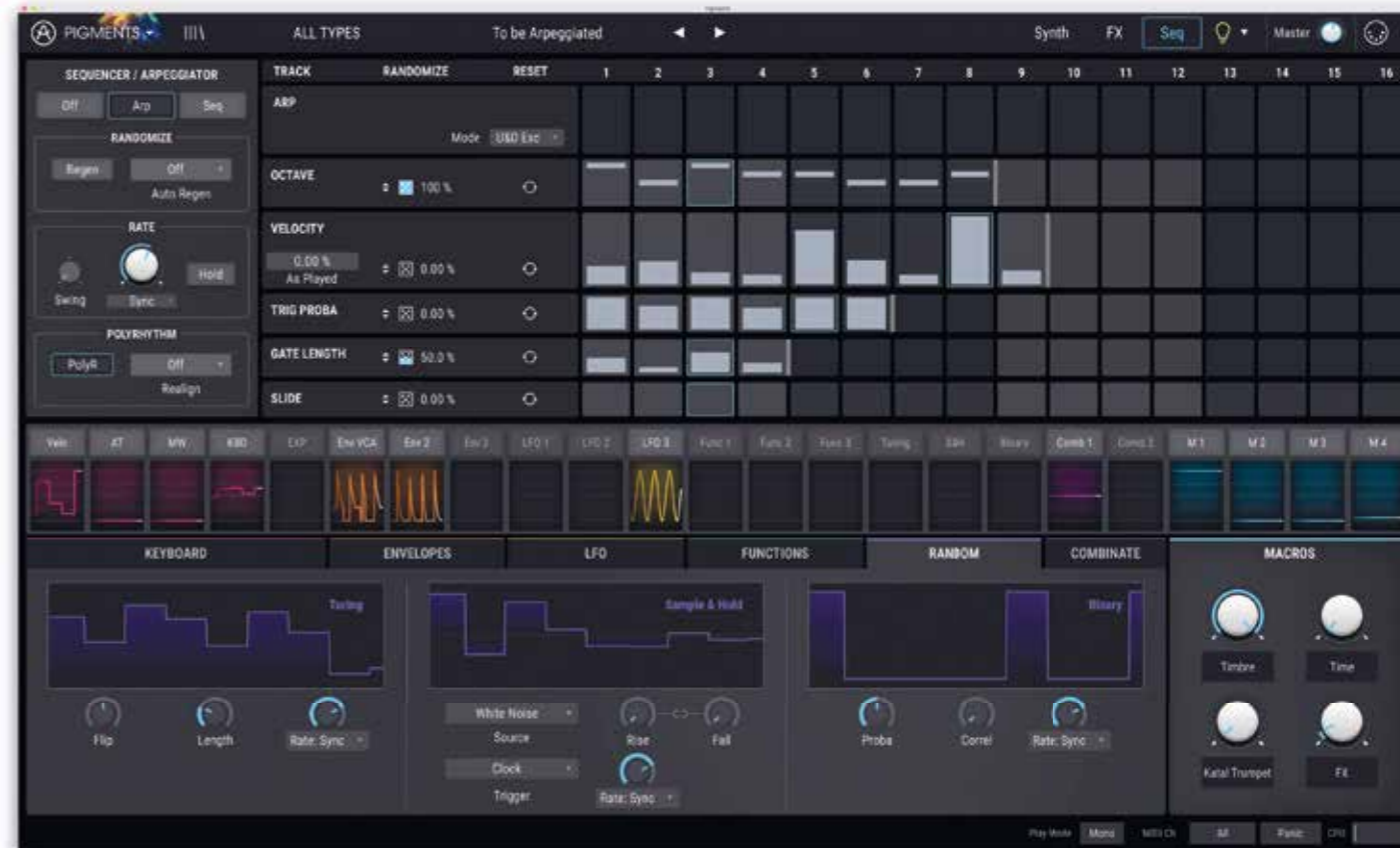 PIGMENTS ALL TYPES To be Arpeggiated Synth FX Seq Master
SEQUENCER / ARPEGGIATOR TRACK RANDOMIZE RESET 1 2 3 4 5 6 7 8 9 10 11 12 13 14 15 16
Off Arp Seq ARP
RANDOMIZE Mode U&D Exc
Regen Off OCTAVE 100 %
Auto Regen
RATE VELOCITY
0.00 % 0.00 %
Hold As Played
Swing Sync TRIG PROBA 0.00 %
POLYRHYTHM
PolyR Off GATE LENGTH 50.0 %
Realign SLIDE 0.00 %
Velo AT MW KBD EXP Env VCA Env 2 Env 3 LFO 1 LFO 2 LFO 3 Func 1 Func 2 Func 3 Turing S&H Binary Comb 1 Comb 2 M 1 M 2 M 3 M 4
KEYBOARD ENVELOPES LFO FUNCTIONS RANDOM COMBINATE MACROS
Turing Sample & Hold Binary
Timbre Time
White Noise
Flip Length Rate: Sync Source Rise Fall Proba Correl Rate: Sync
Clock Katal Trumpet FX
Trigger Rate: Sync
Play Mode Mono MIDI Ch All Panic CPU